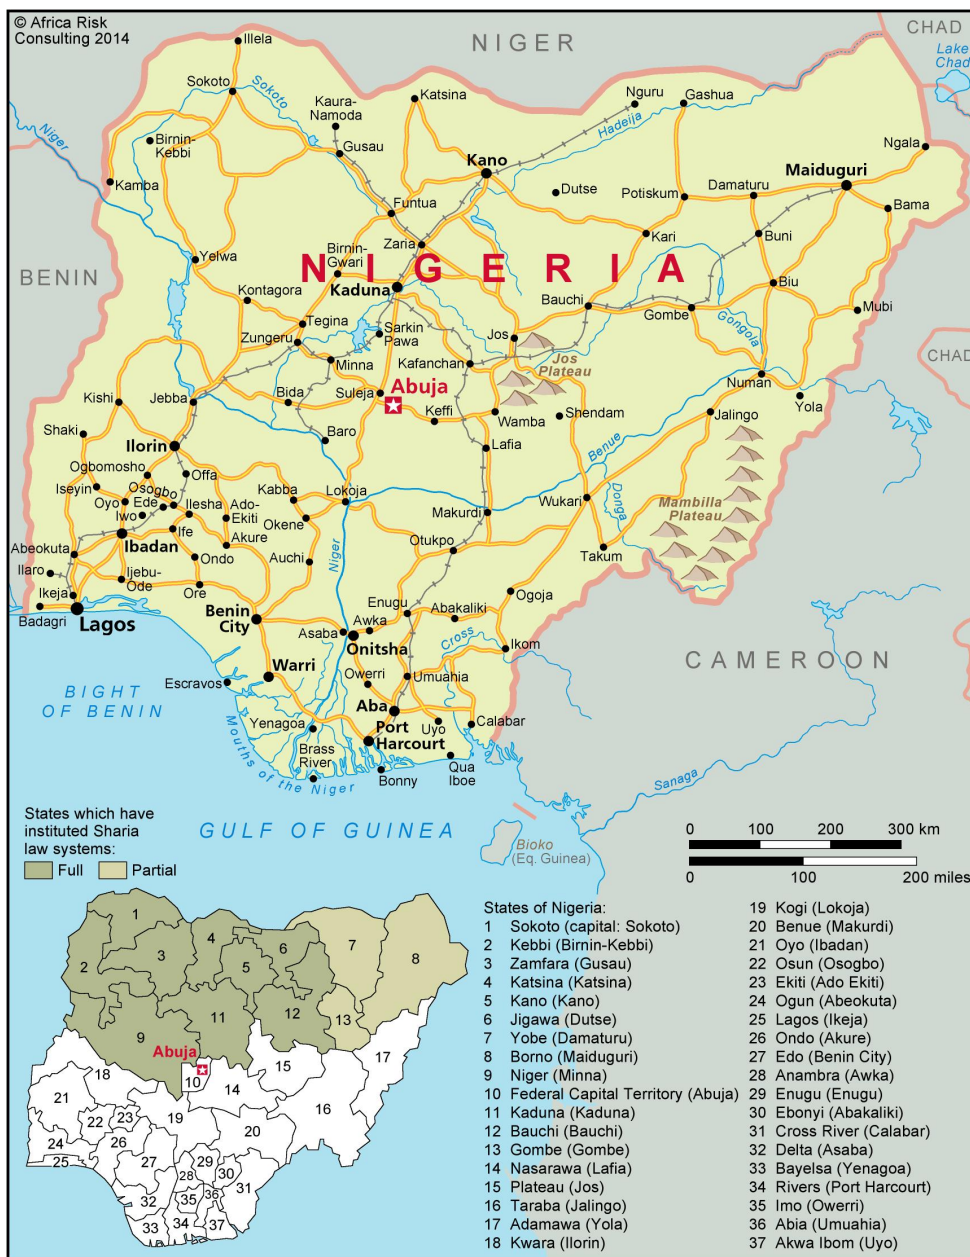 © Africa Risk
Consulting 2014
NIGER
CHAD
Lake
Chad
Illela
Sokoto
Sokoto
Kaura-
Namoda
Katsina
Nguru
Gashua
Hadeija
Niger
Birnin-
Kebbi
Gusau
Kano
Ngala
Kamba
Dutse
Potiskum
Damaturu
Maiduguri
Funtua
Bama
Zaria
Kari
Buni
Yelwa
Birnin-
Gwari
NIGERIA
BENIN
Kaduna
Kontagora
Bauchi
Gombe
Biu
Mubi
Gongola
Tegina
Zungeru
Sarkin
Pawa
Jos
Jos
Plateau
CHAD
Minna
Kafanchan
Numan
Kishi
Jebba
Bida
Suleja
Abuja
Keffi
Wamba
Shendam
Jalingo
Yola
Shaki
Baro
Ilorin
Lafia
Benue
Ogbomosho
Offa
Iseyin
Osogbo
Oyo
Ede
Iwo
Ilesha
Ado-
Ekiti
Kabba
Lokoja
Okene
Makurdi
Wukari
Donga
Mambilla
Plateau
Ibadan
Ife
Akure
Abeokuta
Ondo
Auchi
Niger
Otukpo
Takum
Ilaro
Ijebu-
Ode
Ore
Ikeja
Badagri
Lagos
Benin
City
Enugu
Abakaliki
Ogoja
Asaba
Awka
Onitsha
Cross
Ikom
CAMEROON
Warri
Owerri
Umuahia
Escravos
BIGHT
OF BENIN
Aba
Yenagoa
Port
Harcourt
Uyo
Calabar
Brass
River
Bonny
Qua
Iboe
Mouths of the Niger
Sanaga
GULF OF GUINEA
Bioko
(Eq. Guinea)
0 100 200 300 km
0 100 200 miles
States which have
instituted Sharia
law systems:
Full Partial
1
2
3
4
5
6
7
8
9
Abuja
10
11
12
13
14
15
16
17
18
19
20
21
22
23
24
25
26
27
28
29
30
31
32
33
34
35
36
37
States of Nigeria:
1 Sokoto (capital: Sokoto)
2 Kebbi (Birnin-Kebbi)
3 Zamfara (Gusau)
4 Katsina (Katsina)
5 Kano (Kano)
6 Jigawa (Dutse)
7 Yobe (Damaturu)
8 Borno (Maiduguri)
9 Niger (Minna)
10 Federal Capital Territory (Abuja)
11 Kaduna (Kaduna)
12 Bauchi (Bauchi)
13 Gombe (Gombe)
14 Nasarawa (Lafia)
15 Plateau (Jos)
16 Taraba (Jalingo)
17 Adamawa (Yola)
18 Kwara (Ilorin)
19 Kogi (Lokoja)
20 Benue (Makurdi)
21 Oyo (Ibadan)
22 Osun (Osogbo)
23 Ekiti (Ado Ekiti)
24 Ogun (Abeokuta)
25 Lagos (Ikeja)
26 Ondo (Akure)
27 Edo (Benin City)
28 Anambra (Awka)
29 Enugu (Enugu)
30 Ebonyi (Abakaliki)
31 Cross River (Calabar)
32 Delta (Asaba)
33 Bayelsa (Yenagoa)
34 Rivers (Port Harcourt)
35 Imo (Owerri)
36 Abia (Umuahia)
37 Akwa Ibom (Uyo)